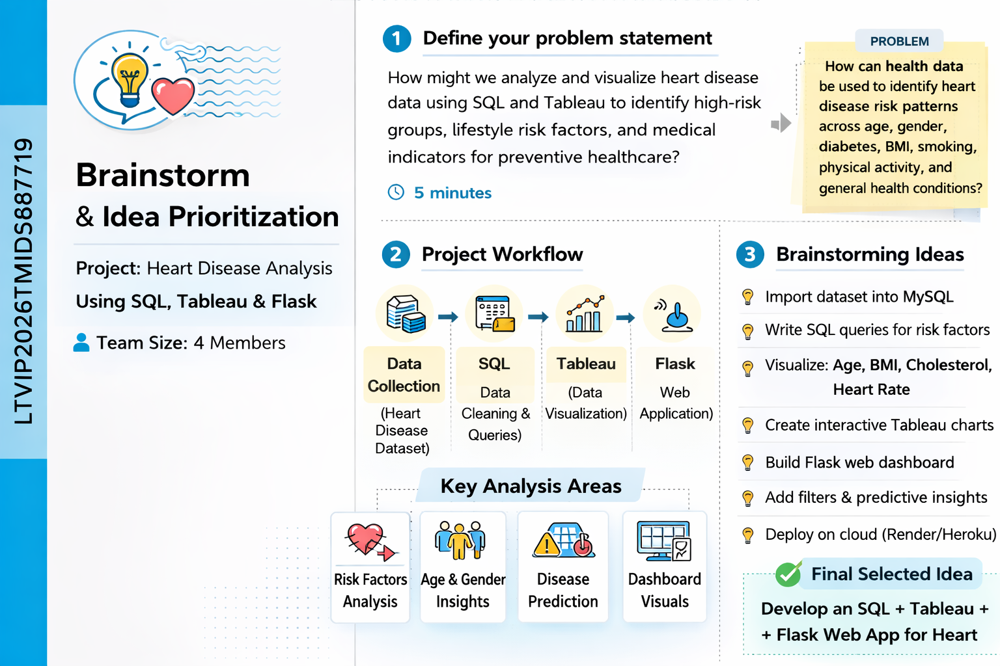 LTVIP2026TMIDS887719
Brainstorm
& Idea Prioritization
Project: Heart Disease Analysis
Using SQL, Tableau & Flask
Team Size: 4 Members
1 Define your problem statement
How might we analyze and visualize heart disease
data using SQL and Tableau to identify high-risk
groups, lifestyle risk factors, and medical
indicators for preventive healthcare?
5 minutes
PROBLEM
How can health data
be used to identify heart
disease risk patterns
across age, gender,
diabetes, BMI, smoking,
physical activity, and
general health conditions?
2 Project Workflow
Data
Collection
(Heart
Disease
Dataset)
SQL
Data
Cleaning &
Queries)
Tableau
(Data
Visualization)
Flask
Web
Application)
Key Analysis Areas
Risk Factors
Analysis
Age & Gender
Insights
Disease
Prediction
Dashboard
Visuals
3 Brainstorming Ideas
Import dataset into MySQL
Write SQL queries for risk factors
Visualize: Age, BMI, Cholesterol,
Heart Rate
Create interactive Tableau charts
Build Flask web dashboard
Add filters & predictive insights
Deploy on cloud (Render/Heroku)
Final Selected Idea
Develop an SQL + Tableau +
+ Flask Web App for Heart